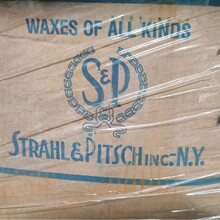 WAXES OF ALL KINDS
S&P
STRAHL & PITSCH INC. N.Y.